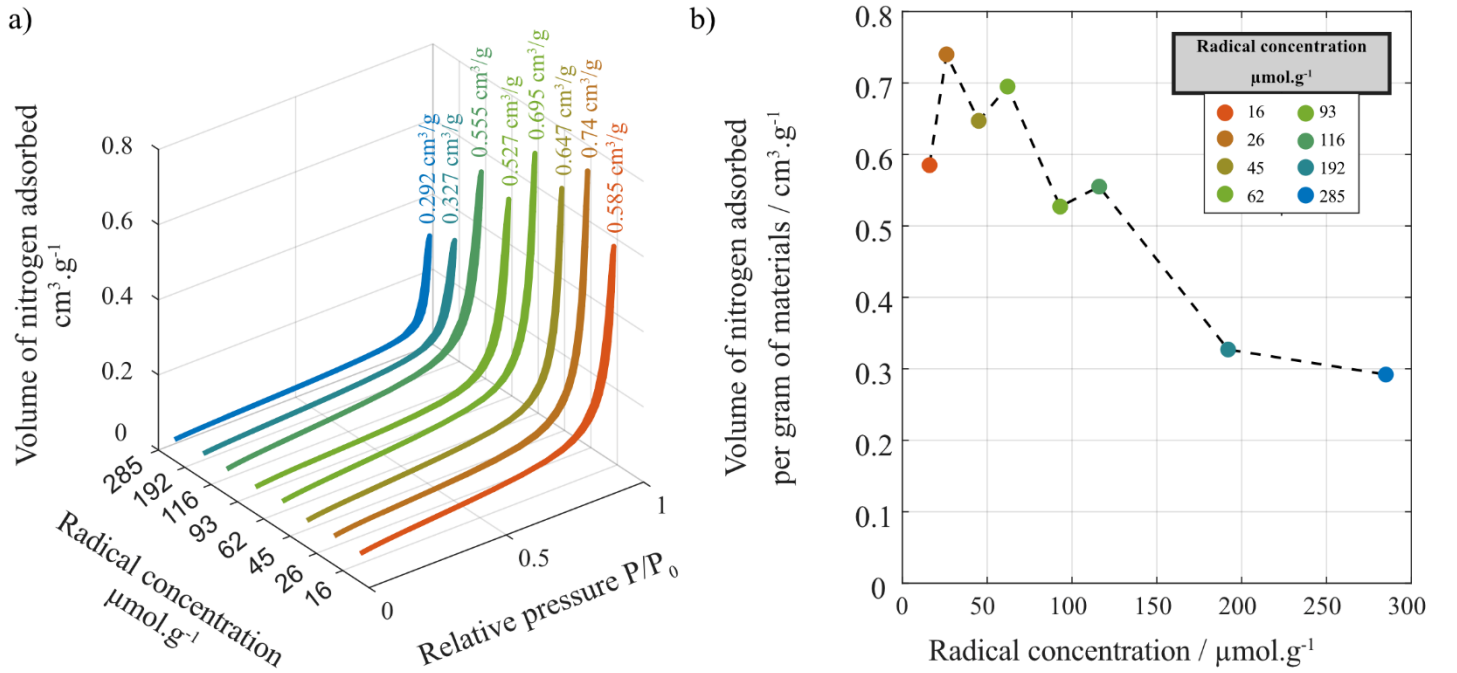 a)
Volume of nitrogen adsorbed
cm³.g⁻¹
0.8
0.6
0.4
0.2
0
285
192
116
93
62
45
26
16
Radical concentration
µmol.g⁻¹
0
0.5
1
Relative pressure P/P₀
0.292 cm³/g
0.327 cm³/g
0.555 cm³/g
0.527 cm³/g
0.695 cm³/g
0.647 cm³/g
0.74 cm³/g
0.585 cm³/g
b)
Volume of nitrogen adsorbed
per gram of materials / cm³.g⁻¹
0.8
0.7
0.6
0.5
0.4
0.3
0.2
0.1
0
0 50 100 150 200 250 300
Radical concentration / µmol.g⁻¹
Radical concentration
µmol.g⁻¹
16 93
26 116
45 192
62 285